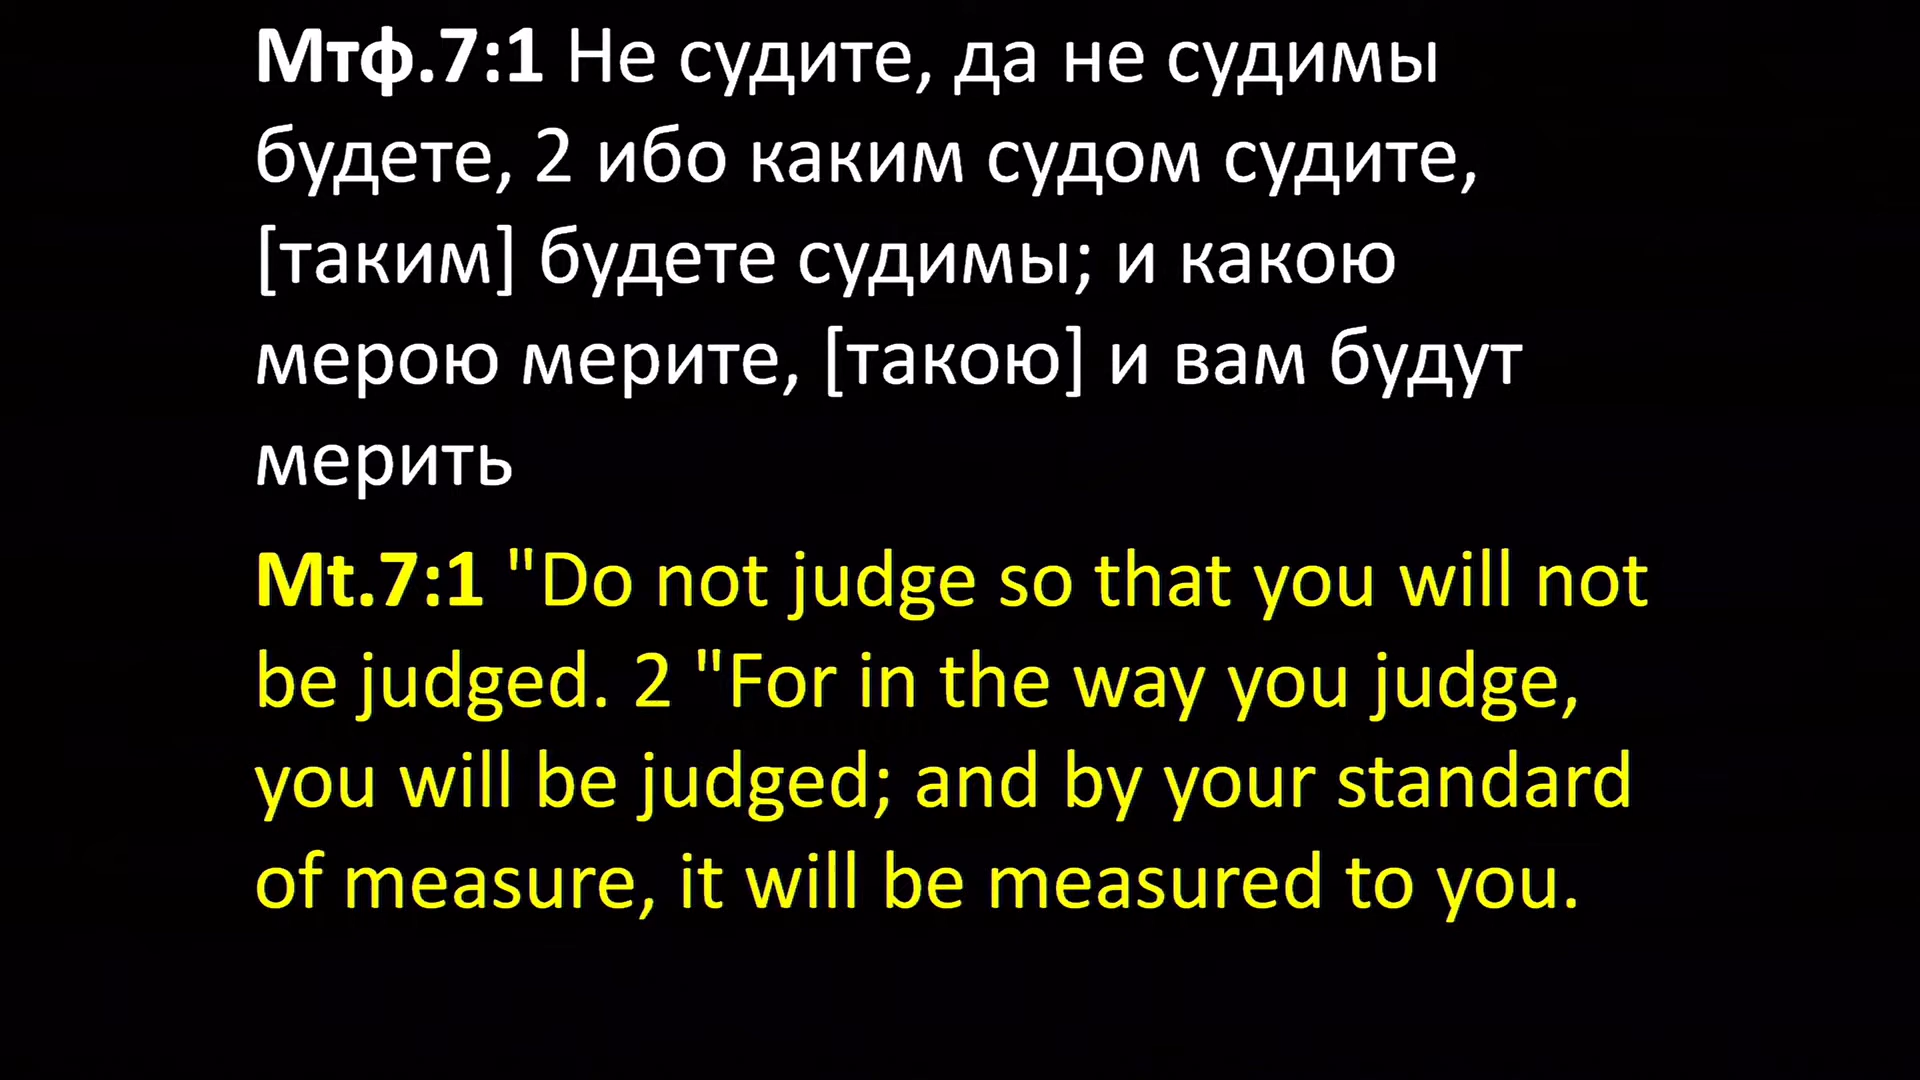 Мтф.7:1 Не судите, да не судимы
будете, 2 ибо каким судом судите,
[таким] будете судимы; и какою
мерою мерите, [такою] и вам будут
мерить
Mt.7:1 "Do not judge so that you will not
be judged. 2 "For in the way you judge,
you will be judged; and by your standard
of measure, it will be measured to you.